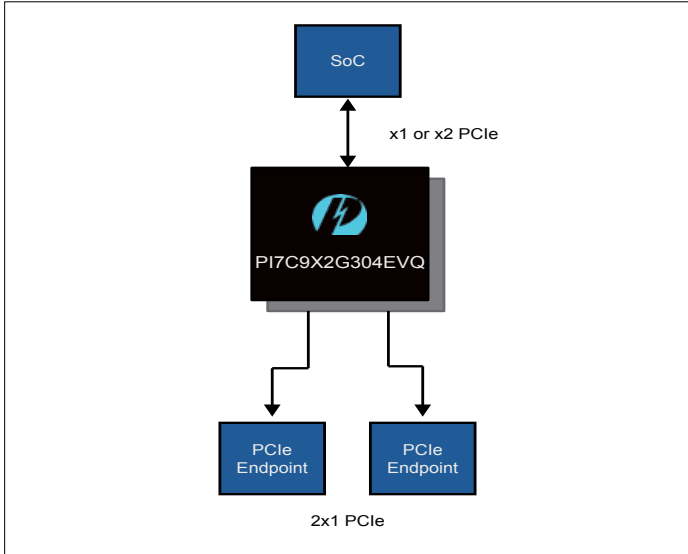 SoC
x1 or x2 PCIe
PI7C9X2G304EVQ
PCIe
Endpoint
PCIe
Endpoint
2x1 PCIe